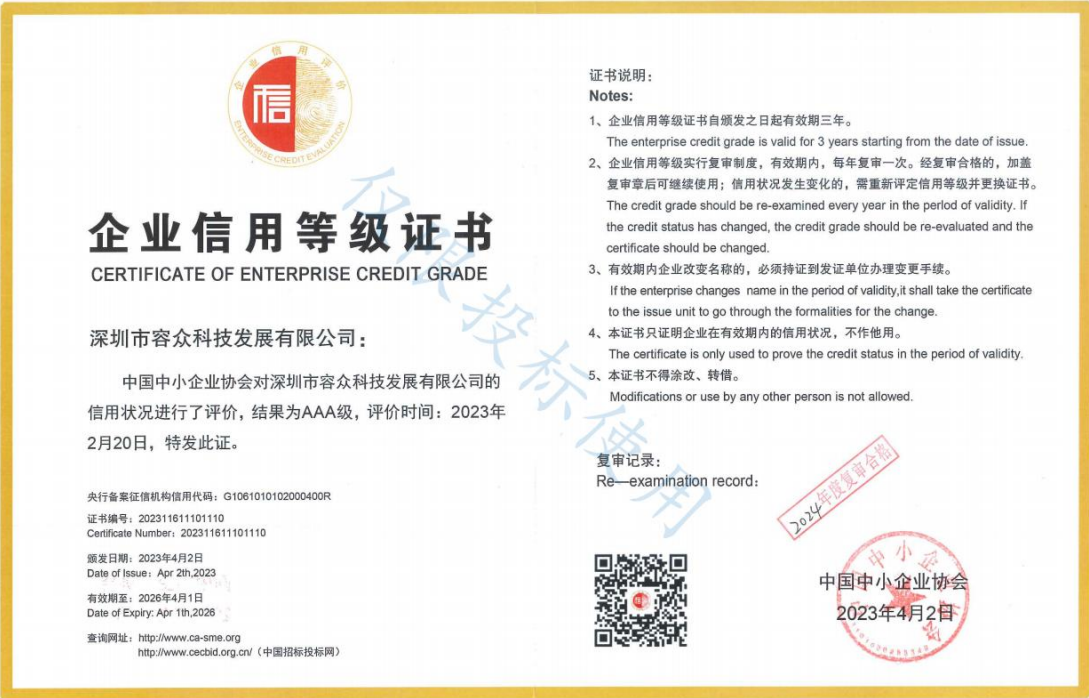 企业信用评价
信
ENTERPRISE CREDIT EVALUATION
企业信用等级证书
CERTIFICATE OF ENTERPRISE CREDIT GRADE
深圳市容众科技发展有限公司：
中国中小企业协会对深圳市容众科技发展有限公司的
信用状况进行了评价，结果为AAA级，评价时间：2023年
2月20日，特发此证。
央行备案征信机构信用代码：G1061010102000400R
证书编号：202311611101110
Certificate Number：202311611101110
颁发日期：2023年4月2日
Date of Issue：Apr 2th,2023
有效期至：2026年4月1日
Date of Expiry: Apr 1th,2026
查询网址：http://www.ca-sme.org
http://www.cecbid.org.cn/（中国招标投标网）
仅限投标使用
证书说明：
Notes:
1、企业信用等级证书自颁发之日起有效期三年。
The enterprise credit grade is valid for 3 years starting from the date of issue.
2、企业信用等级实行复审制度，有效期内，每年复审一次。经复审合格的，加盖
复审章后可继续使用；信用状况发生变化的，需重新评定信用等级并更换证书。
The credit grade should be re-examined every year in the perlod of validity. If
the credit status has changed, the credit grade should be re-evaluated and the
certificate should be changed.
3、有效期内企业改变名称的，必须持证到发证单位办理变更手续。
If the enterprise changes name in the period of validity,it shall take the certificate
to the issue unit to go through the formalities for the change.
4、本证书只证明企业在有效期内的信用状况，不作他用。
The certificate is only used to prove the credit status in the period of validity.
5、本证书不得涂改、转借。
Modifications or use by any other person is not allowed.
复审记录：
Re—examination record：
2024年度复审合格
中国中小企业协会
中国中小企业协会
2023年4月2日